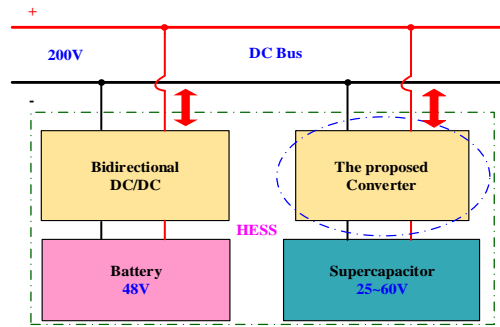 +
200V
DC Bus
-
Bidirectional
DC/DC
The proposed
Converter
HESS
Battery
48V
Supercapacitor
25~60V